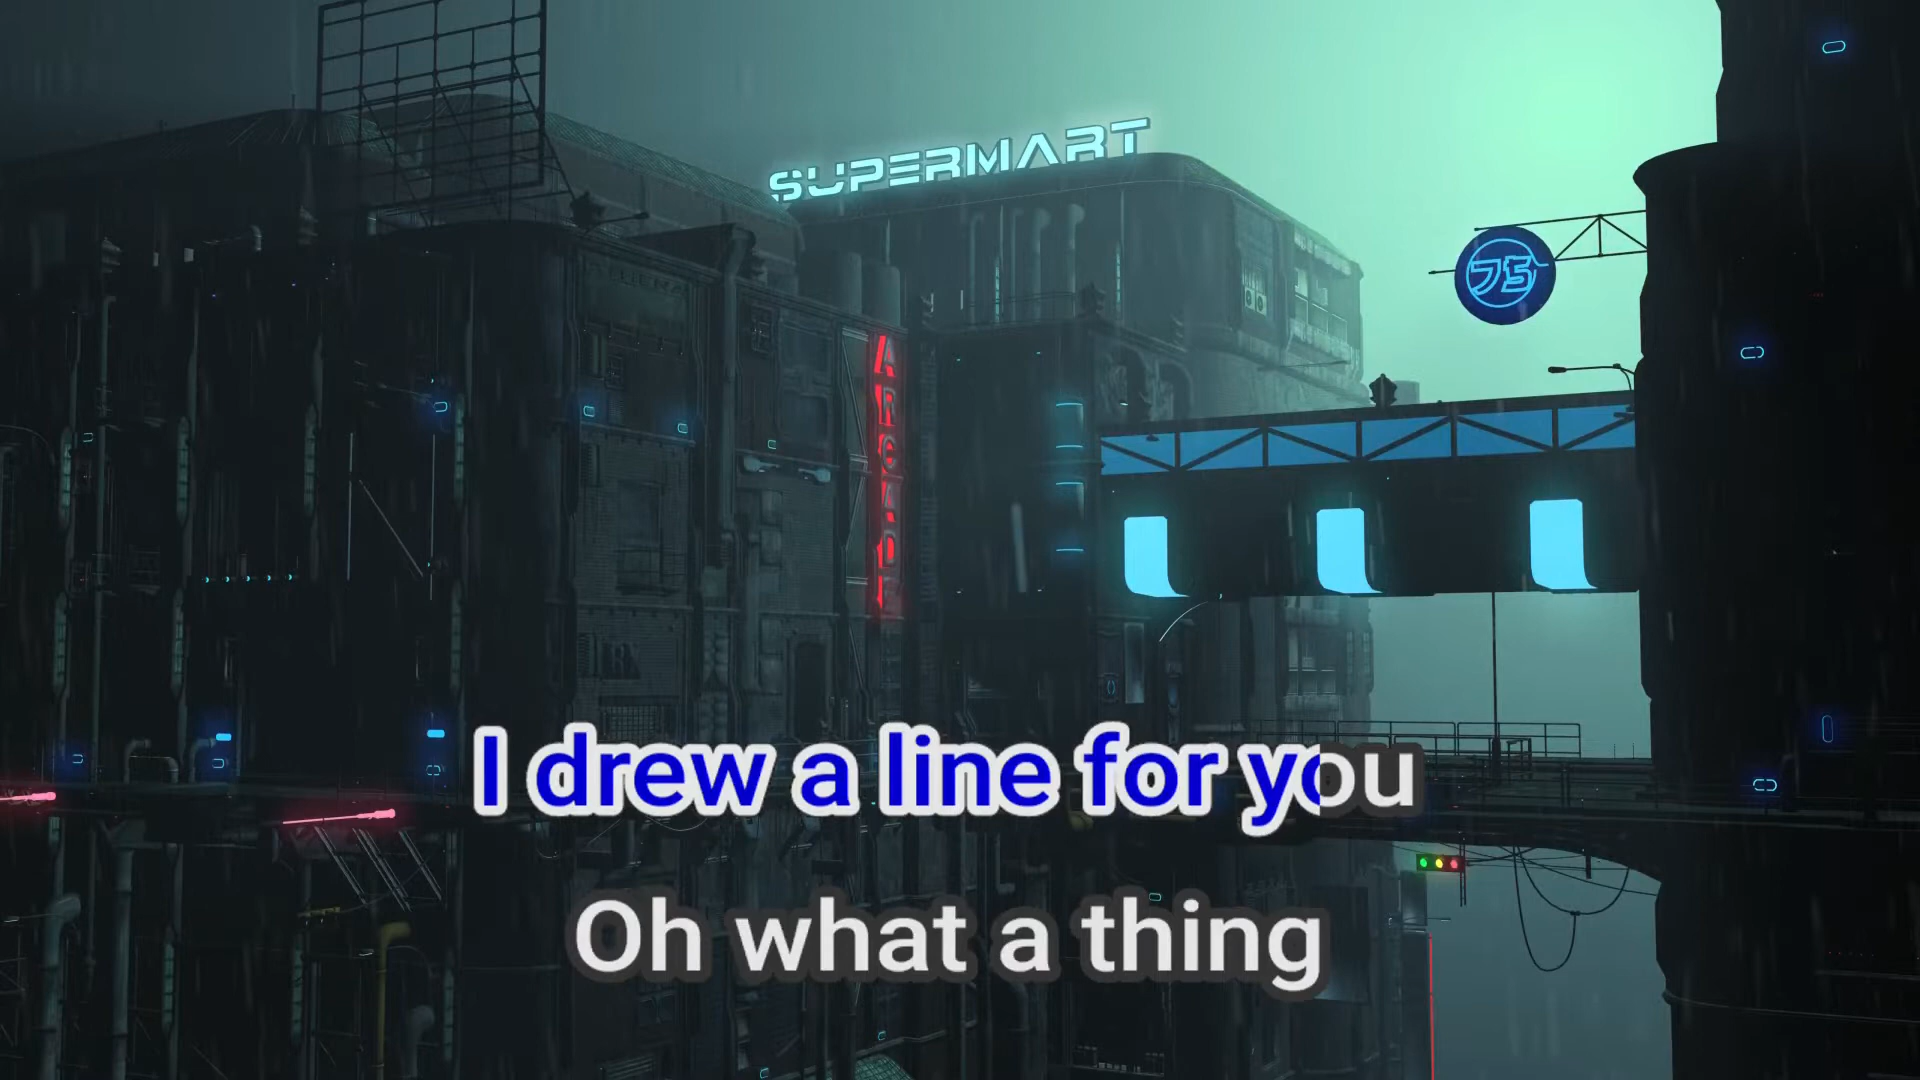 SUPERMART
75
ARCADE
I drew a line for you
Oh what a thing